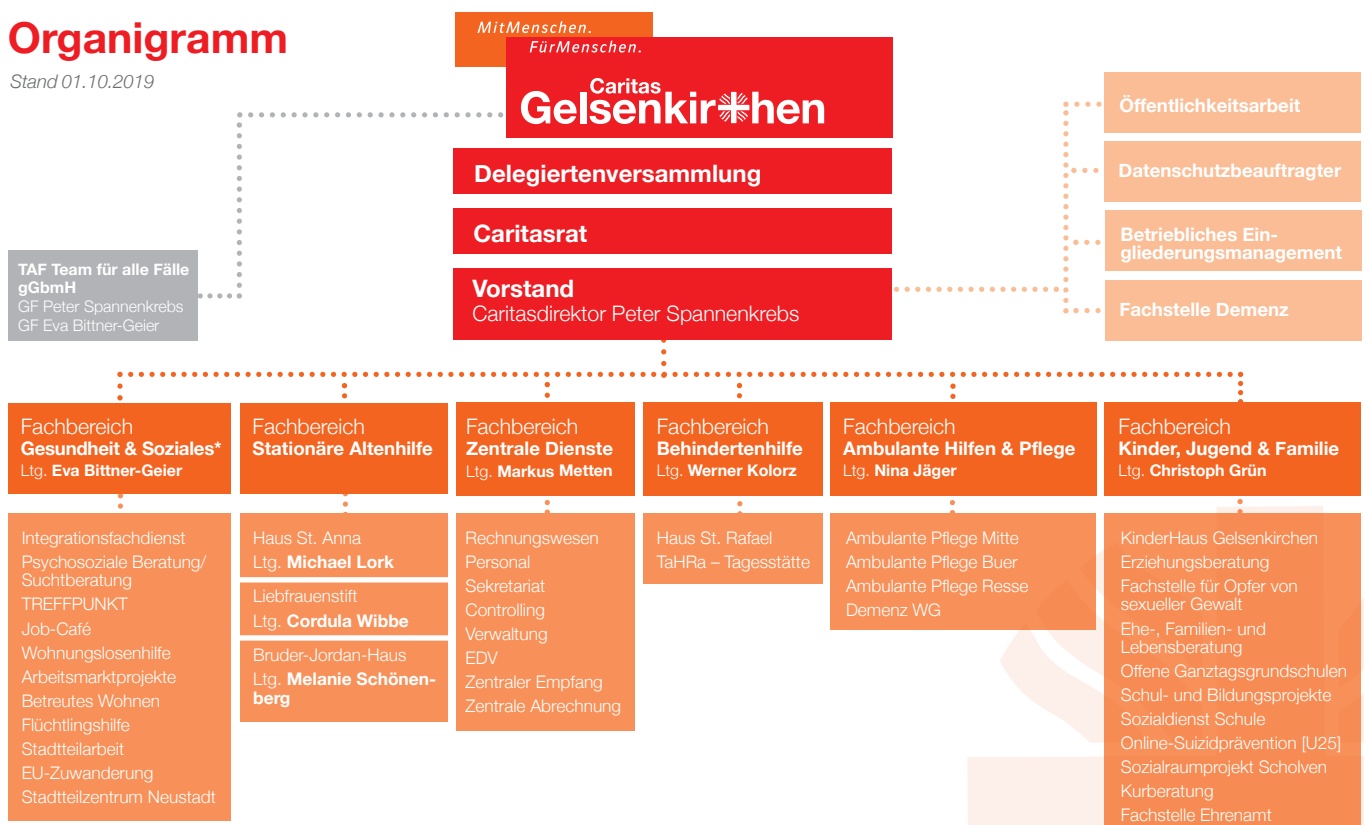 Organigramm
Stand 01.10.2019
MitMenschen.
FürMenschen.
Caritas
Gelsenkirchen
Delegiertenversammlung
Caritasrat
Vorstand
Caritasdirektor Peter Spannenkrebs
TAF Team für alle Fälle
gGbmH
GF Peter Spannenkrebs
GF Eva Bittner-Geier
Öffentlichkeitsarbeit
Datenschutzbeauftragter
Betriebliches Ein-
gliederungsmanagement
Fachstelle Demenz
Fachbereich
Gesundheit & Soziales*
Ltg. Eva Bittner-Geier
Integrationsfachdienst
Psychosoziale Beratung/
Suchtberatung
TREFFPUNKT
Job-Café
Wohnungslosenhilfe
Arbeitsmarktprojekte
Betreutes Wohnen
Flüchtlingshilfe
Stadtteilarbeit
EU-Zuwanderung
Stadtteilzentrum Neustadt
Fachbereich
Stationäre Altenhilfe
Haus St. Anna
Ltg. Michael Lork
Liebfrauenstift
Ltg. Cordula Wibbe
Bruder-Jordan-Haus
Ltg. Melanie Schönen-
berg
Fachbereich
Zentrale Dienste
Ltg. Markus Metten
Rechnungswesen
Personal
Sekretariat
Controlling
Verwaltung
EDV
Zentraler Empfang
Zentrale Abrechnung
Fachbereich
Behindertenhilfe
Ltg. Werner Kolorz
Haus St. Rafael
TaHRa – Tagesstätte
Fachbereich
Ambulante Hilfen & Pflege
Ltg. Nina Jäger
Ambulante Pflege Mitte
Ambulante Pflege Buer
Ambulante Pflege Resse
Demenz WG
Fachbereich
Kinder, Jugend & Familie
Ltg. Christoph Grün
KinderHaus Gelsenkirchen
Erziehungsberatung
Fachstelle für Opfer von
sexueller Gewalt
Ehe-, Familien- und
Lebensberatung
Offene Ganztagsgrundschulen
Schul- und Bildungsprojekte
Sozialdienst Schule
Online-Suizidprävention [U25]
Sozialraumprojekt Scholven
Kurberatung
Fachstelle Ehrenamt